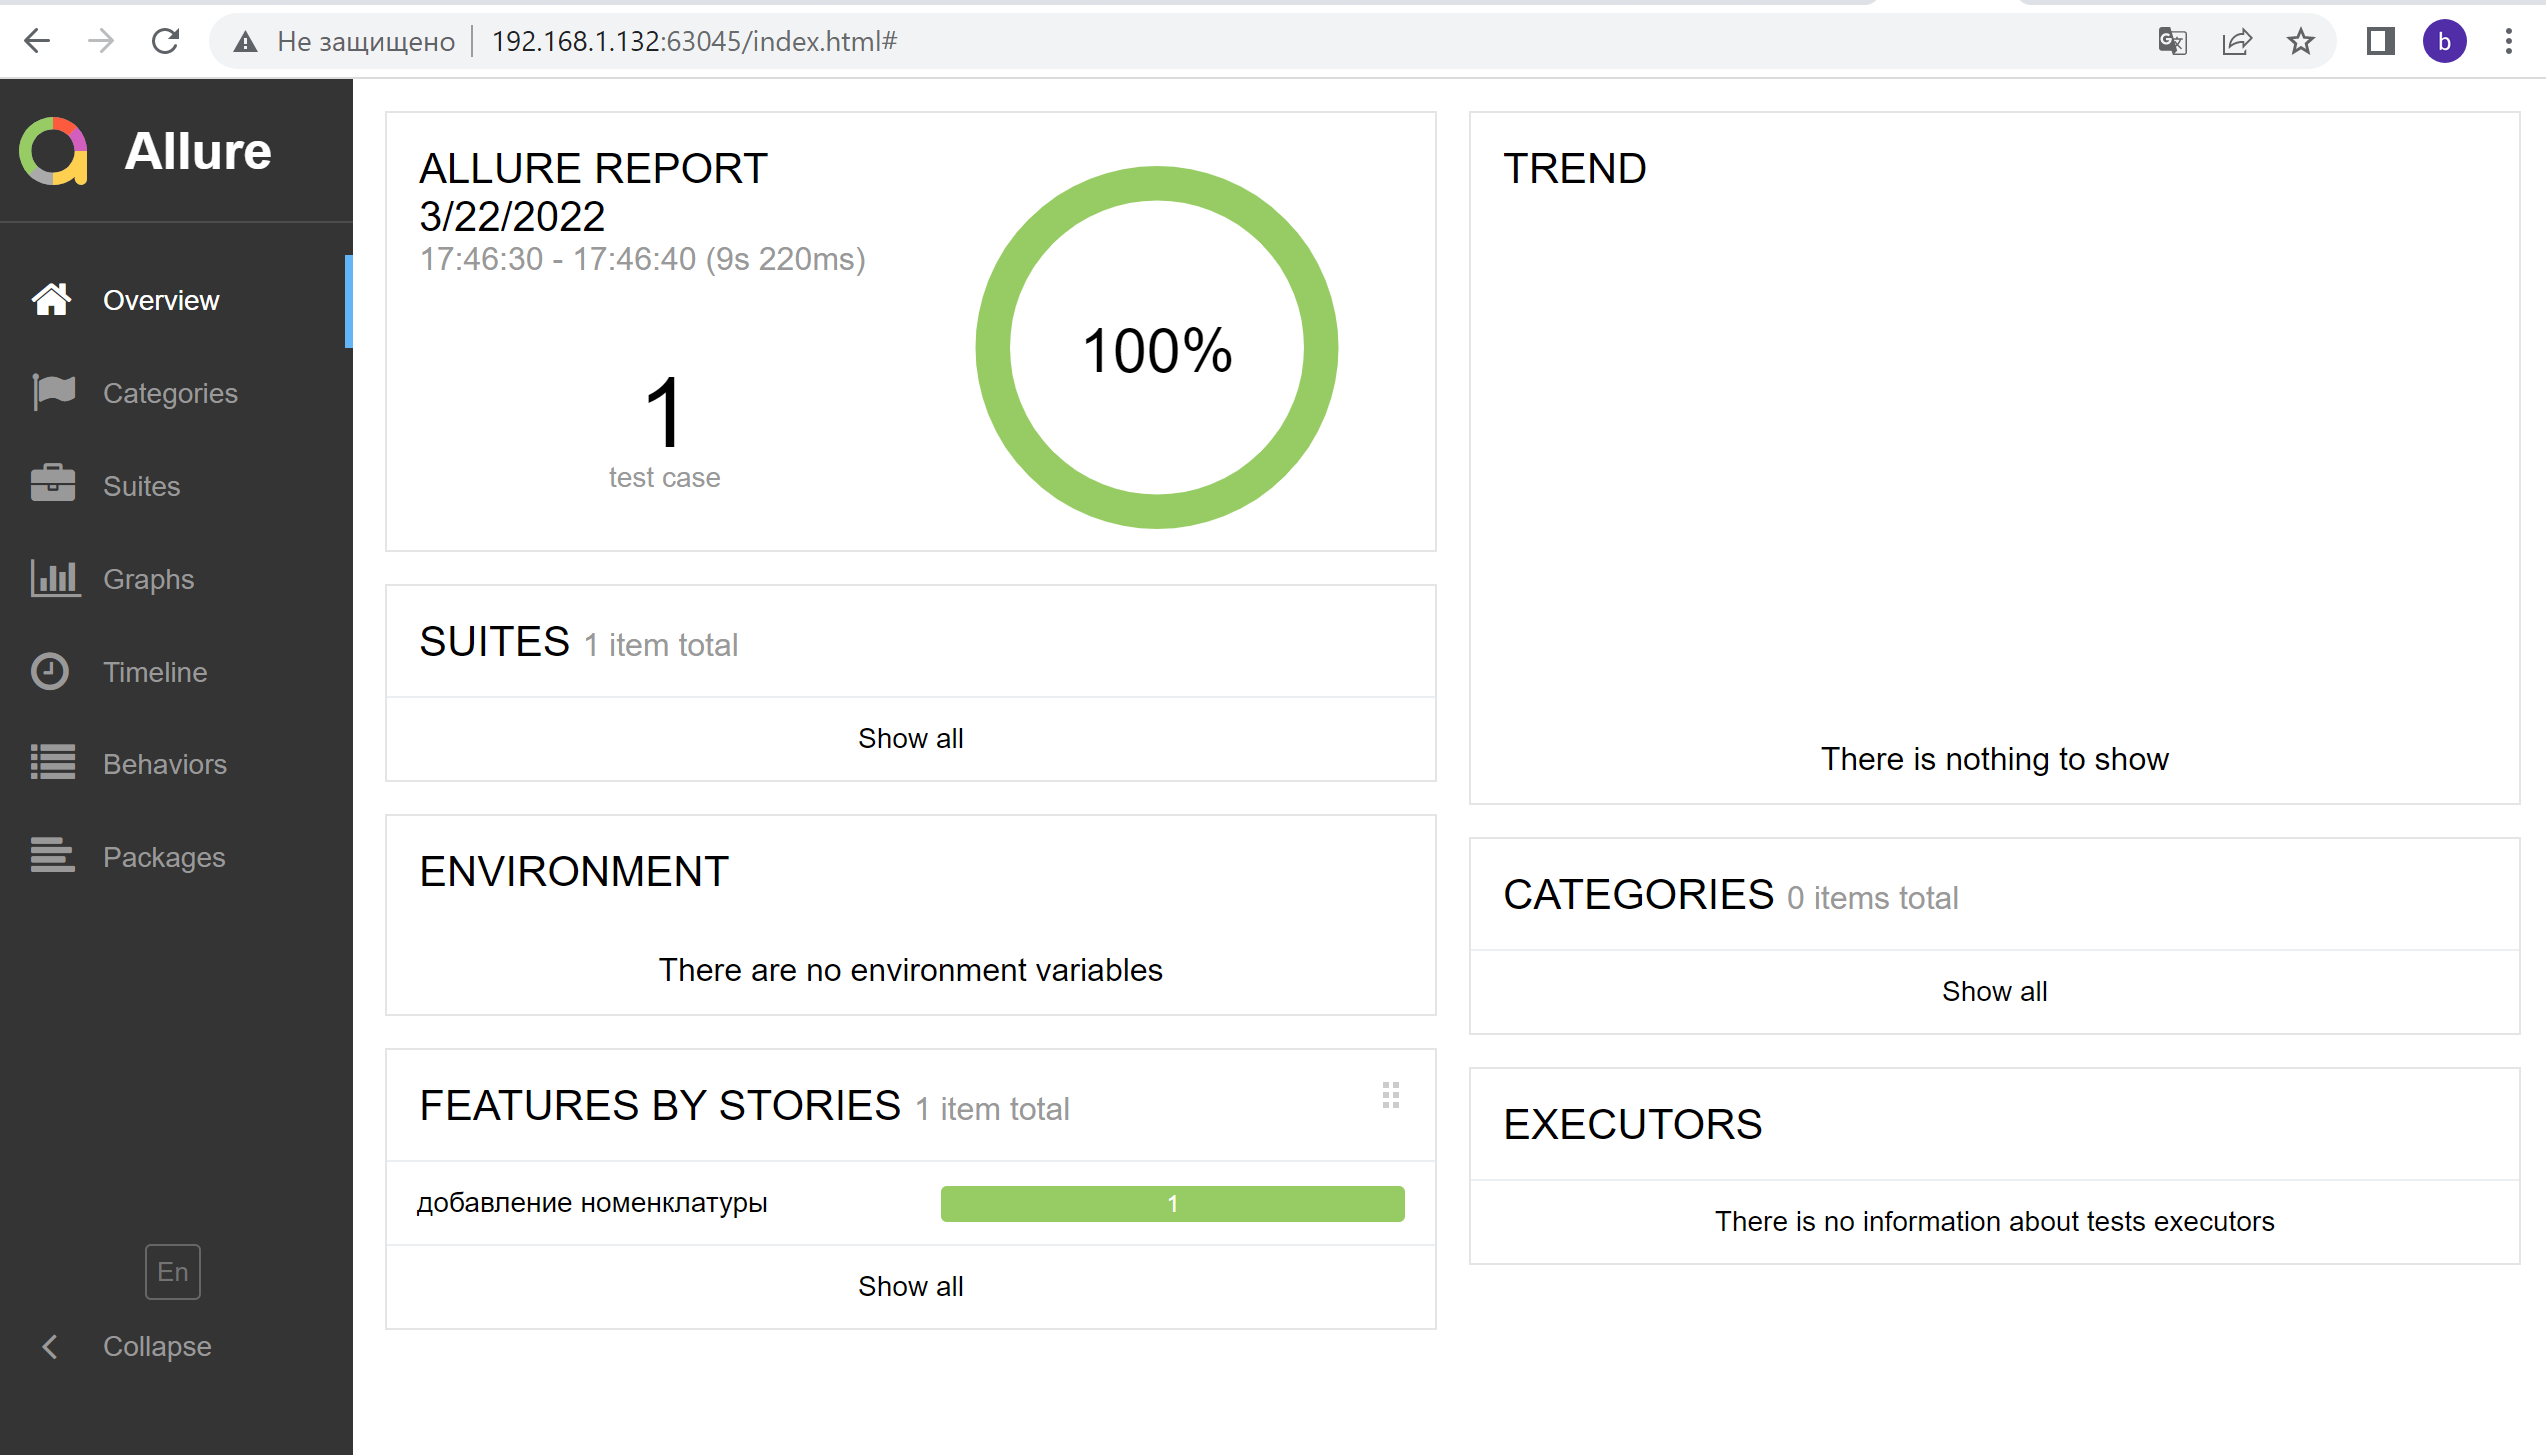 Не защищено
192.168.1.132:63045/index.html#
b
Allure
Overview
Categories
Suites
Graphs
Timeline
Behaviors
Packages
En
Collapse
ALLURE REPORT
3/22/2022
17:46:30 - 17:46:40 (9s 220ms)
1
test case
100%
SUITES 1 item total
Show all
ENVIRONMENT
There are no environment variables
FEATURES BY STORIES 1 item total
добавление номенклатуры 1
Show all
TREND
There is nothing to show
CATEGORIES 0 items total
Show all
EXECUTORS
There is no information about tests executors